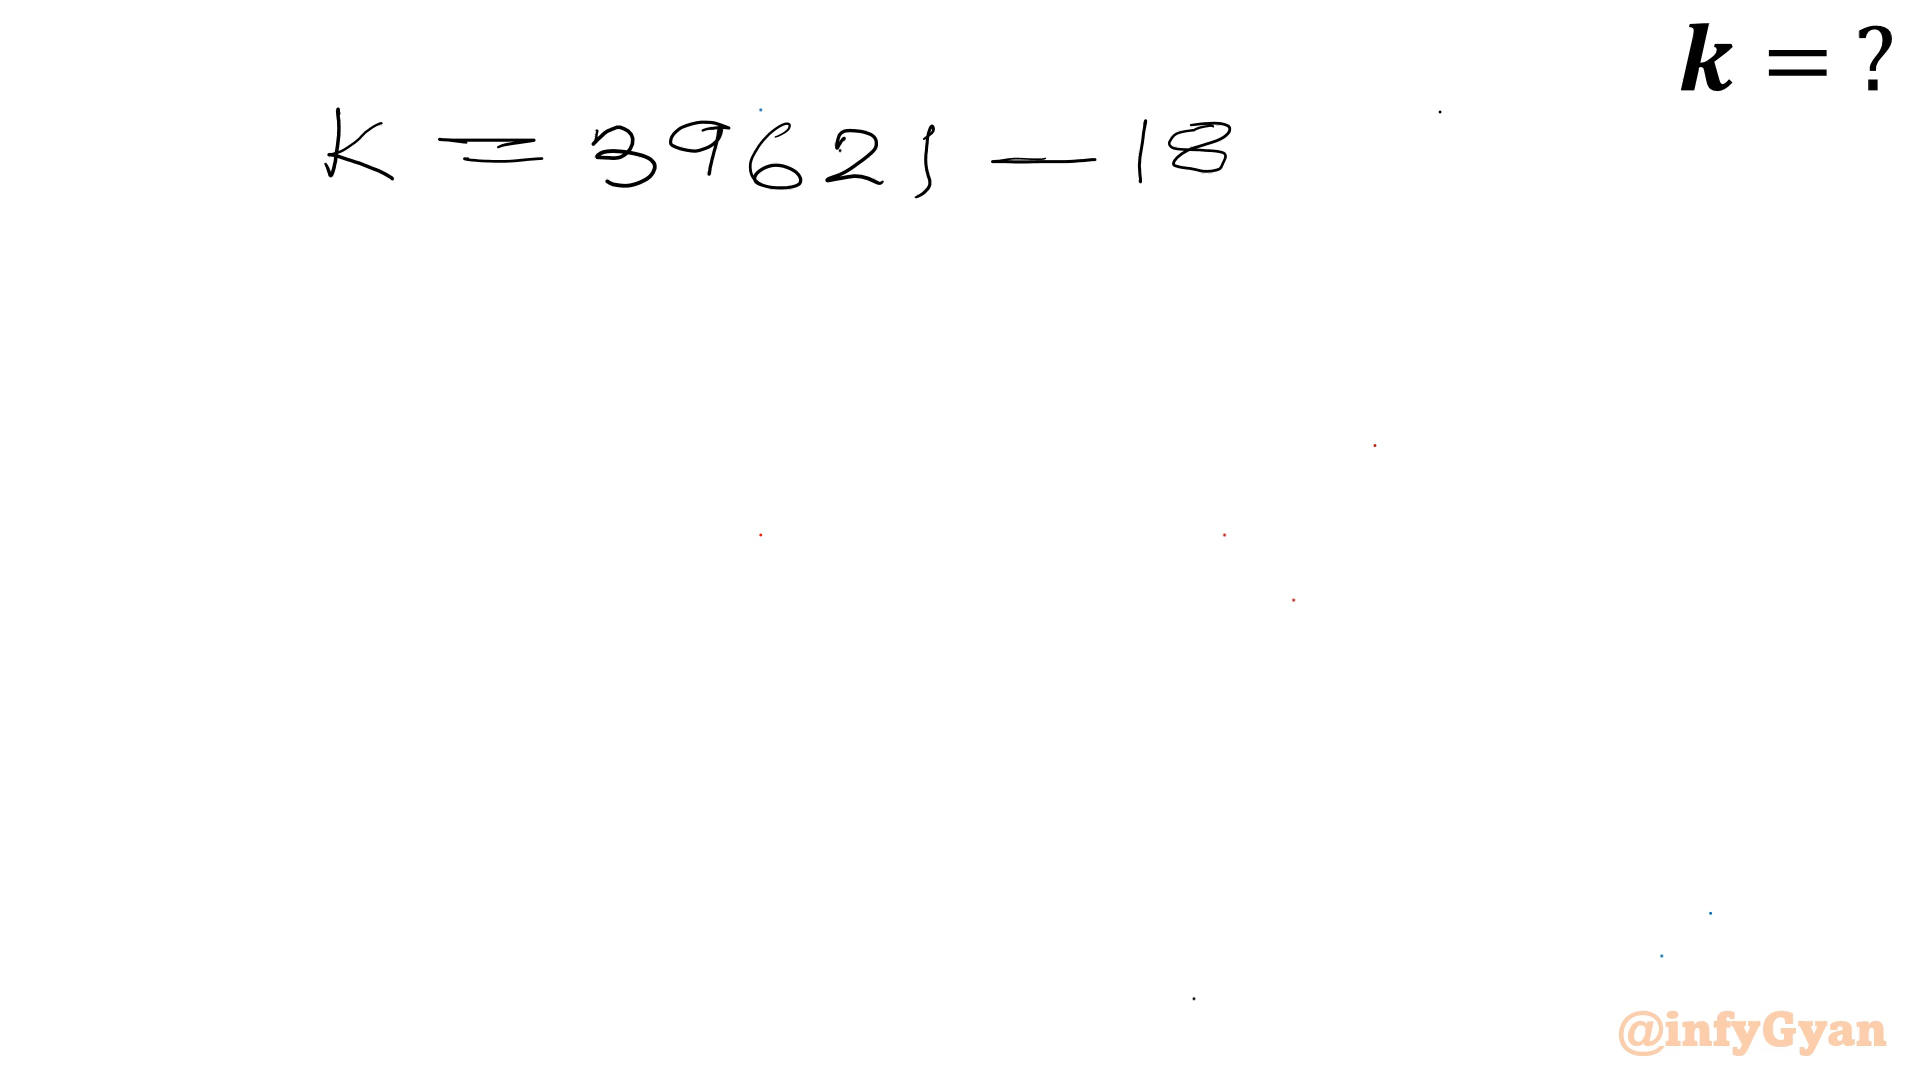 k = ?
K = 39621 - 18
@infyGyan